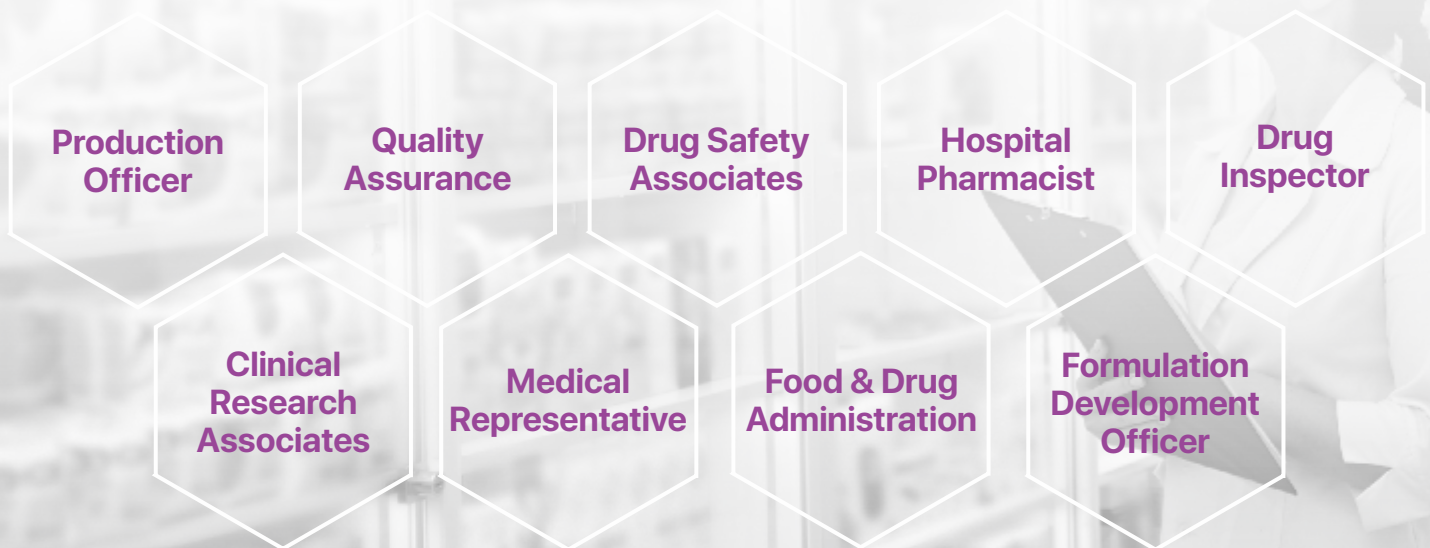 Production
Officer
Quality
Assurance
Drug Safety
Associates
Hospital
Pharmacist
Drug
Inspector
Clinical
Research
Associates
Medical
Representative
Food & Drug
Administration
Formulation
Development
Officer